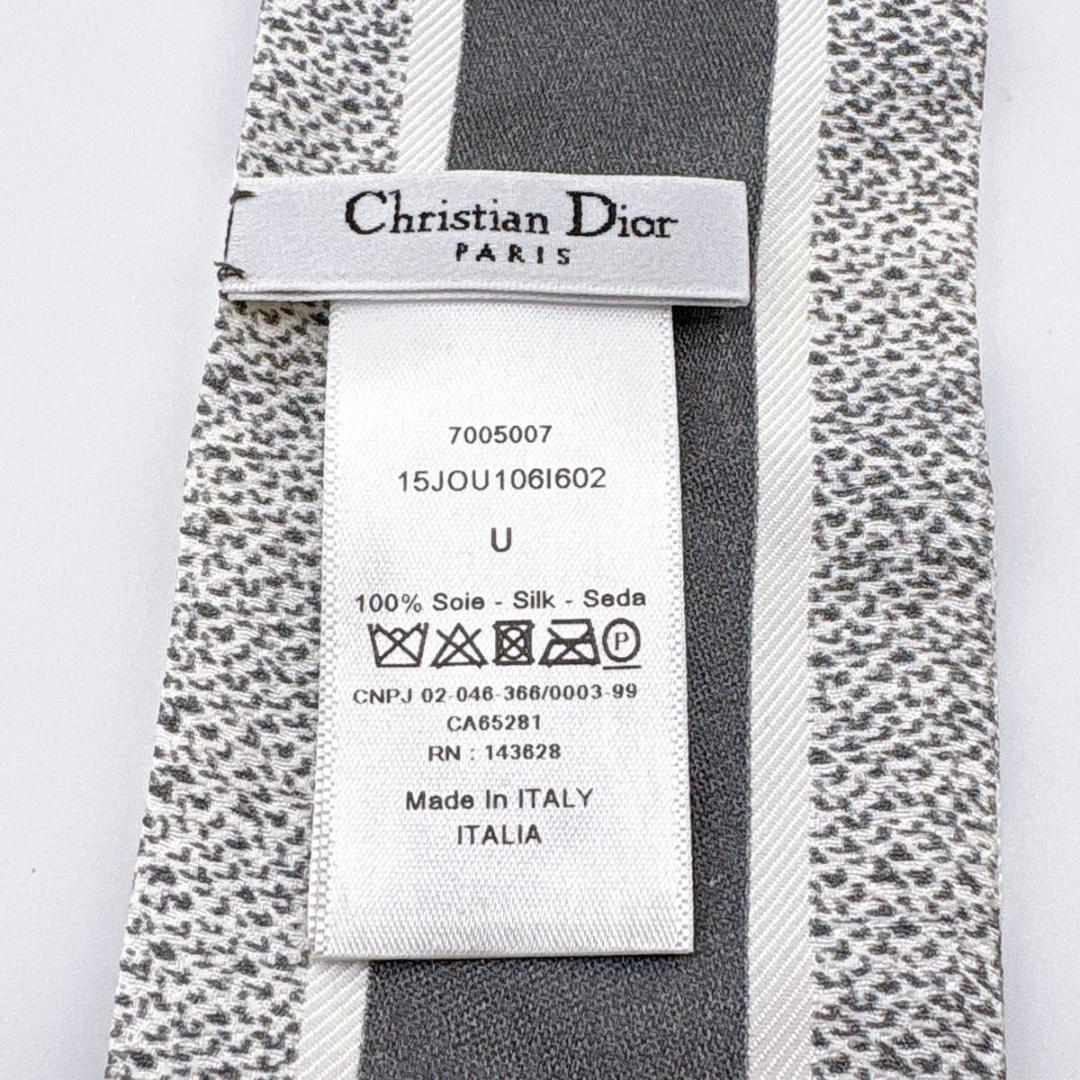 Christian Dior
PARIS
7005007
15JOU106I602
U
100% Soie - Silk - Seda
P
CNPJ 02-046-366/0003-99
CA65281
RN : 143628
Made In ITALY
ITALIA